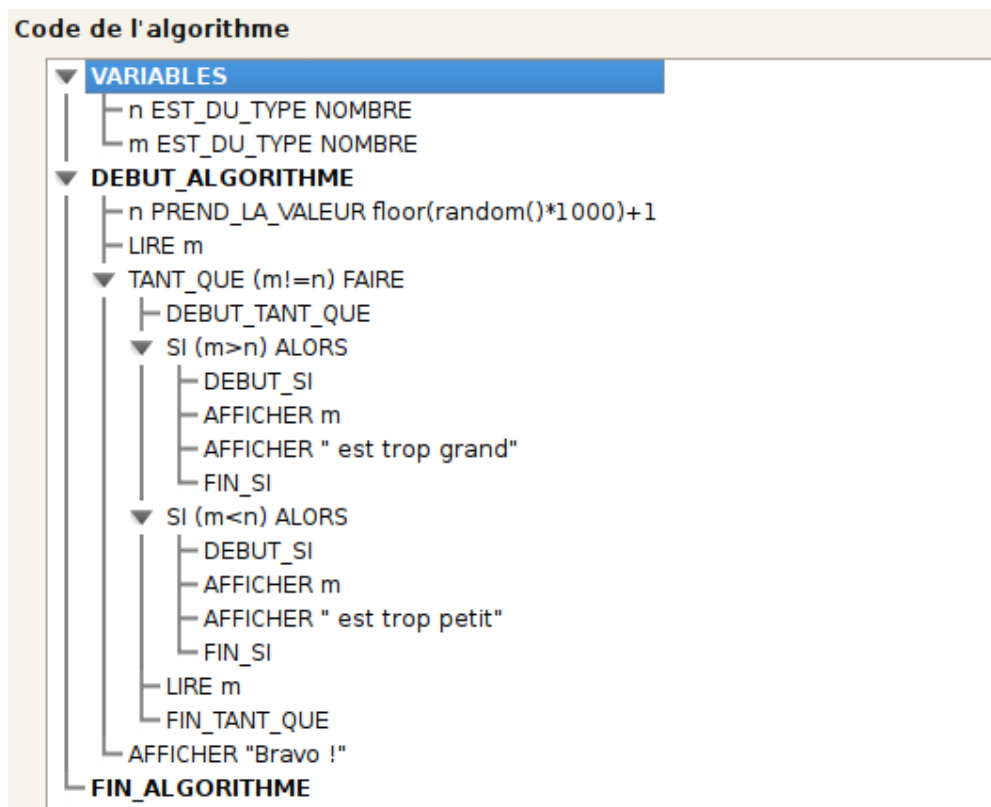 Code de l'algorithme
VARIABLES
n EST_DU_TYPE NOMBRE
m EST_DU_TYPE NOMBRE
DEBUT_ALGORITHME
n PREND_LA_VALEUR floor(random()*1000)+1
LIRE m
TANT_QUE (m!=n) FAIRE
DEBUT_TANT_QUE
SI (m>n) ALORS
DEBUT_SI
AFFICHER m
AFFICHER " est trop grand"
FIN_SI
SI (m<n) ALORS
DEBUT_SI
AFFICHER m
AFFICHER " est trop petit"
FIN_SI
LIRE m
FIN_TANT_QUE
AFFICHER "Bravo !"
FIN_ALGORITHME